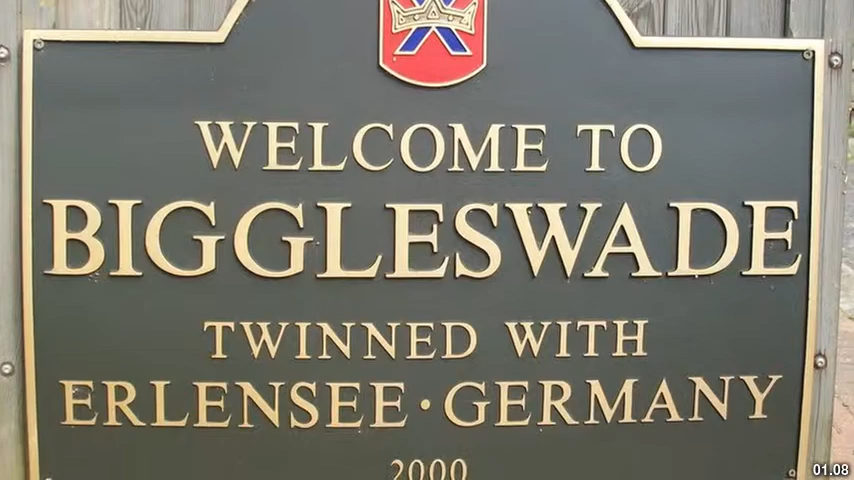 WELCOME TO
BIGGLESWADE
TWINNED WITH
ERLENSEE · GERMANY
2000
01.08